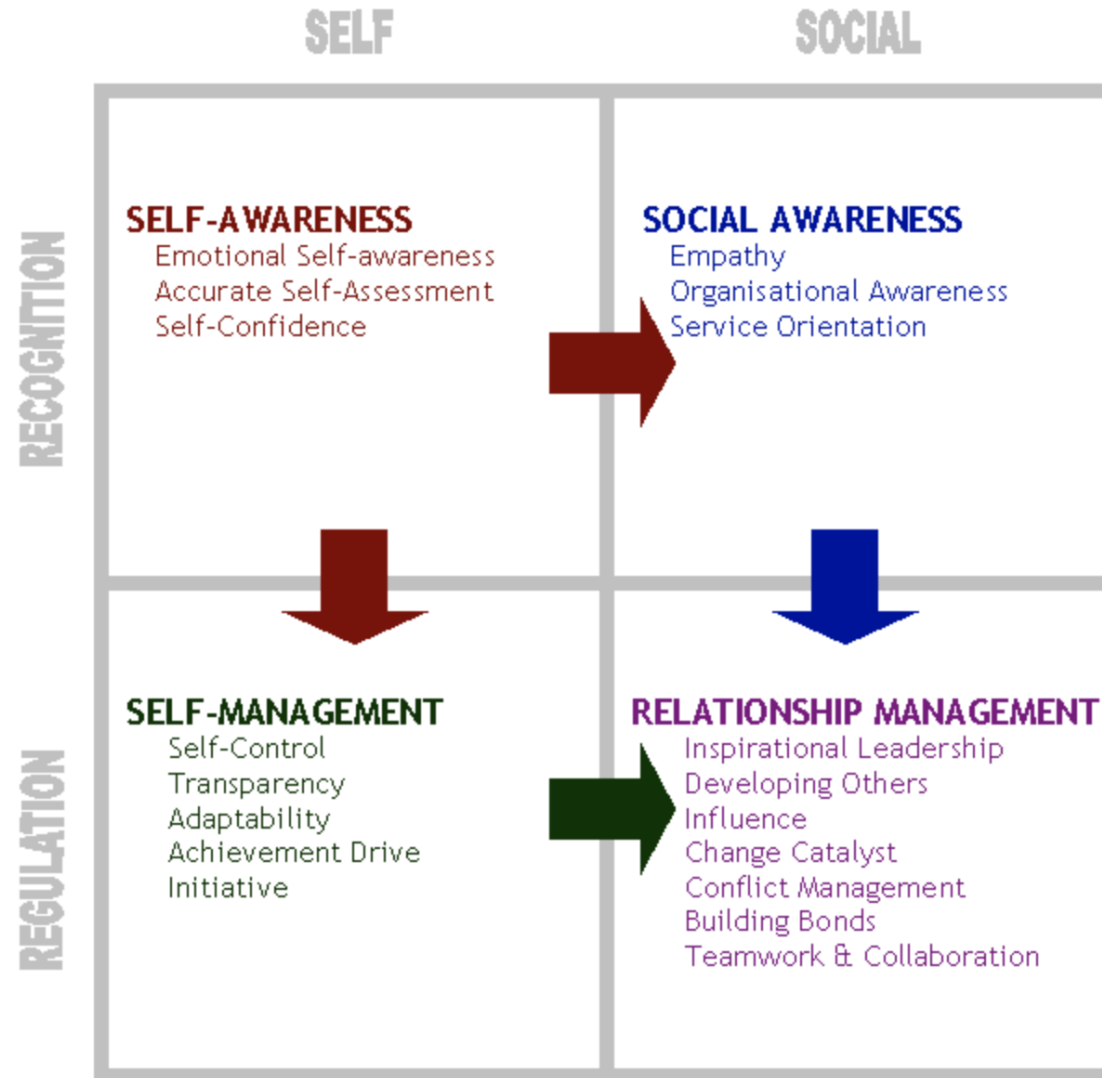 SELF
SOCIAL
RECOGNITION
SELF-AWARENESS
Emotional Self-awareness
Accurate Self-Assessment
Self-Confidence
SOCIAL AWARENESS
Empathy
Organisational Awareness
Service Orientation
REGULATION
SELF-MANAGEMENT
Self-Control
Transparency
Adaptability
Achievement Drive
Initiative
RELATIONSHIP MANAGEMENT
Inspirational Leadership
Developing Others
Influence
Change Catalyst
Conflict Management
Building Bonds
Teamwork & Collaboration